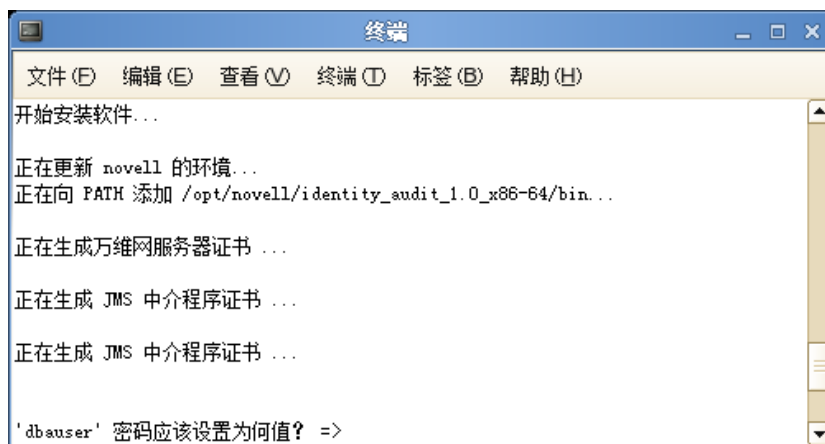 终端
文件(F) 编辑(E) 查看(V) 终端(T) 标签(B) 帮助(H)
开始安装软件...
正在更新 novell 的环境...
正在向 PATH 添加 /opt/novell/identity_audit_1.0_x86-64/bin...
正在生成万维网服务器证书 ...
正在生成 JMS 中介程序证书 ...
正在生成 JMS 中介程序证书 ...
'dbauser' 密码应该设置为何值? =>